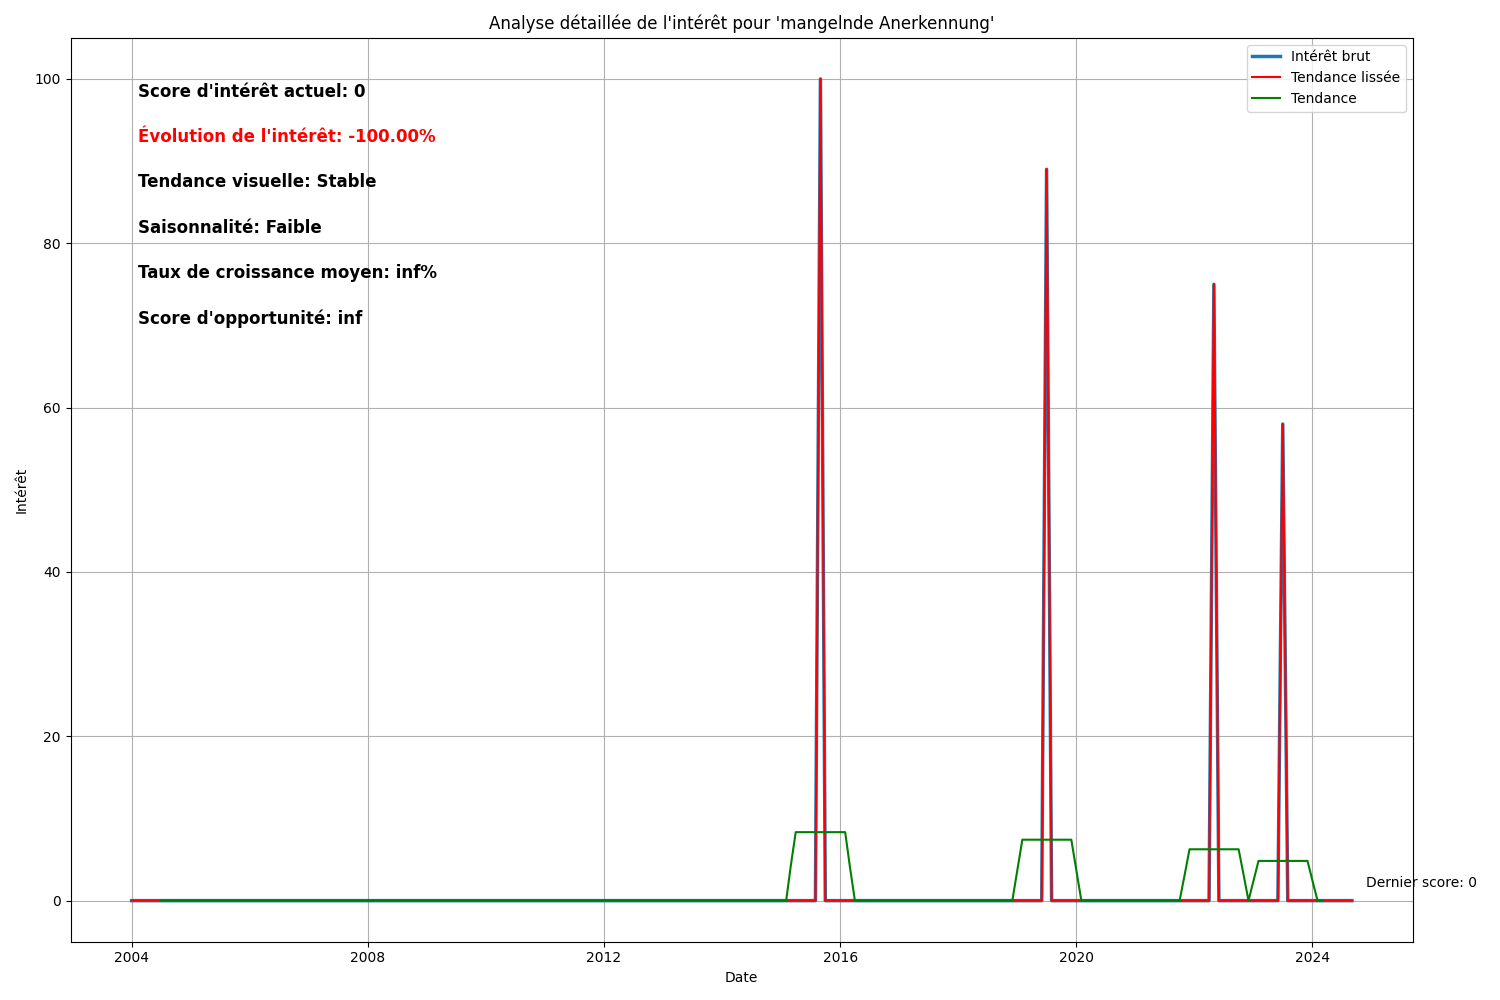 Analyse détaillée de l'intérêt pour 'mangelnde Anerkennung'
Intérêt brut
Tendance lissée
Tendance
Score d'intérêt actuel: 0
Évolution de l'intérêt: -100.00%
Tendance visuelle: Stable
Saisonnalité: Faible
Taux de croissance moyen: inf%
Score d'opportunité: inf
100
80
60
40
20
0
Intérêt
Dernier score: 0
2004
2008
2012
2016
2020
2024
Date